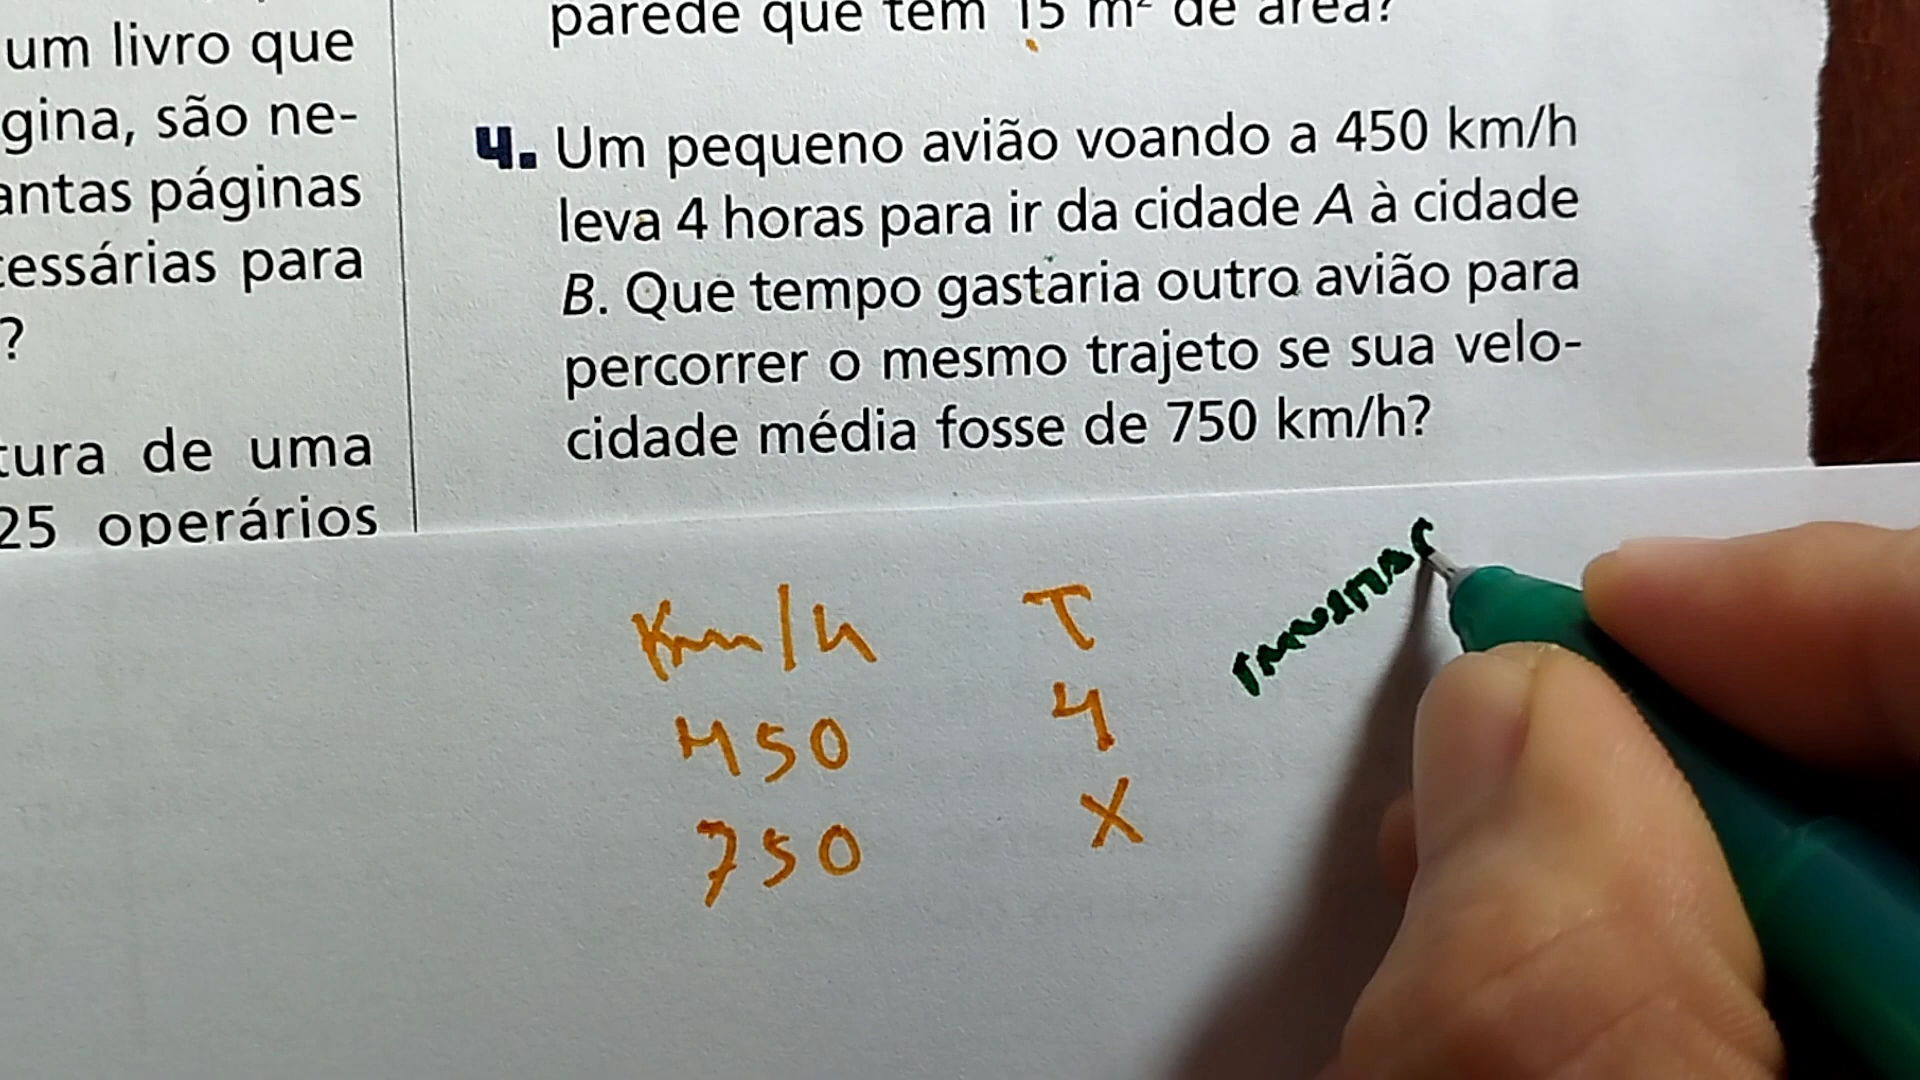 um livro que
gina, são ne-
antas páginas
cessárias para
?
tura de uma
25 operários
parede que tem 15 m² de área?
4. Um pequeno avião voando a 450 km/h
leva 4 horas para ir da cidade A à cidade
B. Que tempo gastaria outro avião para
percorrer o mesmo trajeto se sua velo-
cidade média fosse de 750 km/h?
Km/h T
450 4
750 X